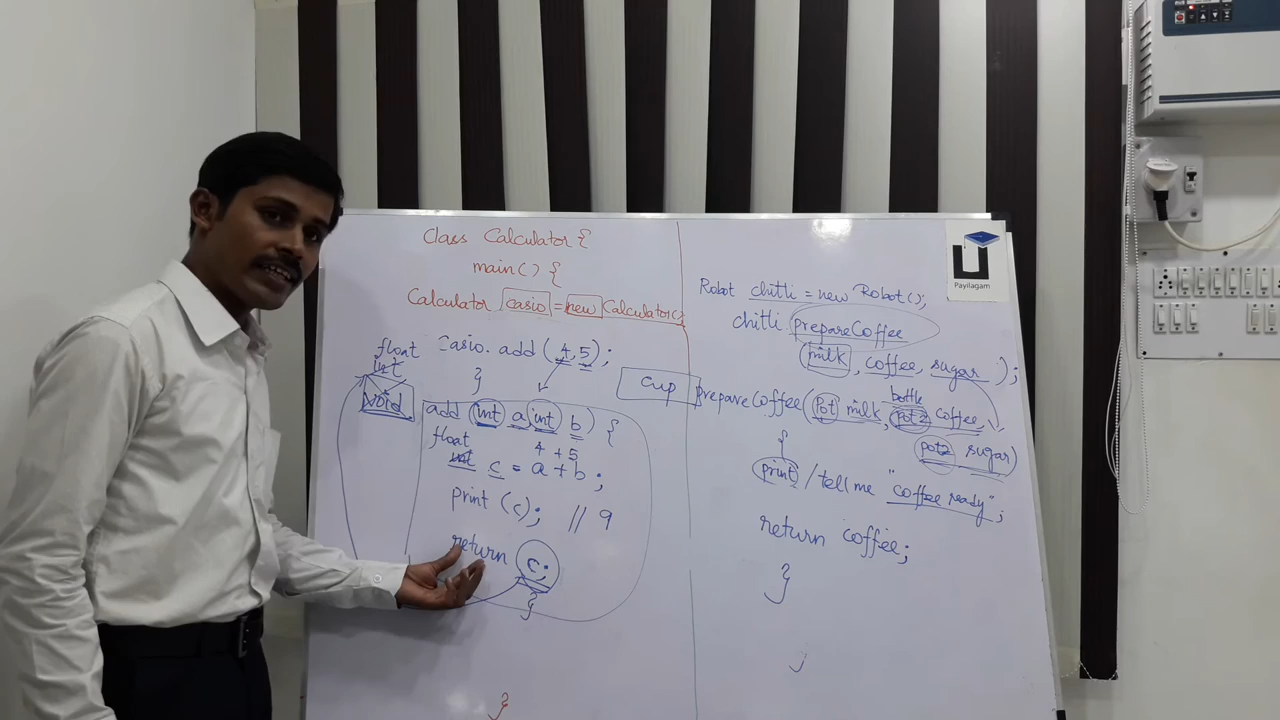 class Calculator {
main() {
Calculator casio = new Calculator();
casio. add (4,5);
}
float
int
void
add (int a, int b) {
4 + 5
float
int c = a + b ;
print (c); // 9
return c;
}
}
Robot chitti = new Robot();
chitti. prepareCoffee
(milk, coffee, sugar );
cup prepareCoffee (Pot milk,
bottle
pot2 coffee,
pot2 sugar)
{
print / tell me "coffee ready";
return coffee;
}
Payilagam